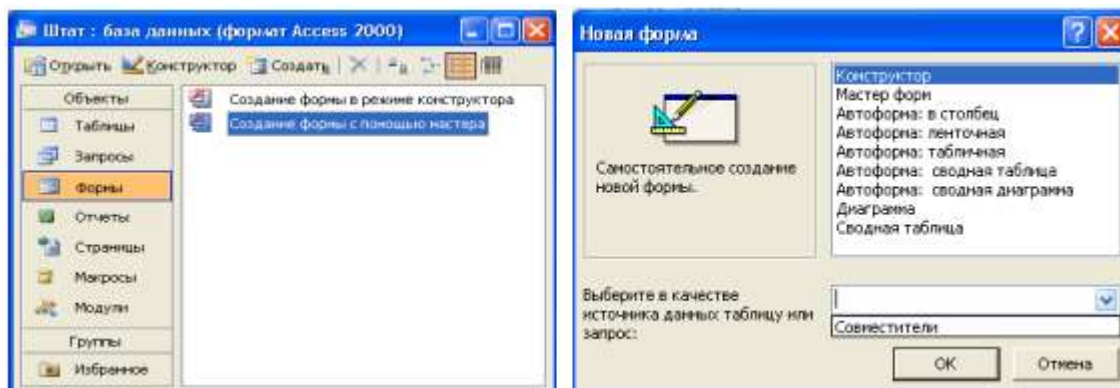 Штат : база данных (формат Access 2000)
Открыть Конструктор Создать
Объекты
Таблицы
Запросы
Формы
Отчеты
Страницы
Макросы
Модули
Группы
Избранное
Создание формы в режиме конструктора
Создание формы с помощью мастера
Новая форма
Самостоятельное создание
новой формы.
Конструктор
Мастер форм
Автоформа: в столбец
Автоформа: ленточная
Автоформа: табличная
Автоформа: сводная таблица
Автоформа: сводная диаграмма
Диаграмма
Сводная таблица
Выберите в качестве
источника данных таблицу или
запрос:
Совместители
OK Отмена